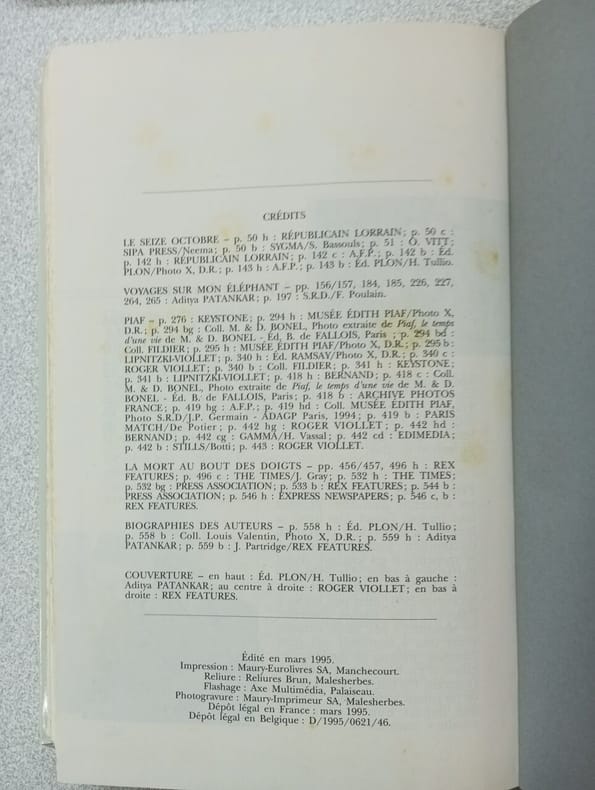 CRÉDITS
LE SEIZE OCTOBRE – p. 50 h : RÉPUBLICAIN LORRAIN ; p. 50 c :
SIPA PRESS/Neema ; p. 50 b : SYGMA/S. Bassouls ; p. 51 : O. VITT ;
p. 142 h : RÉPUBLICAIN LORRAIN ; p. 142 c : A.F.P. ; p. 142 b : Éd.
PLON/Photo X, D.R. ; p. 143 h : A.F.P. ; p. 143 b : Éd. PLON/H. Tullio.
VOYAGES SUR MON ÉLÉPHANT – pp. 156/157, 184, 185, 226, 227,
264, 265 : Aditya PATANKAR ; p. 197 : S.R.D./F. Poulain.
PIAF – p. 276 : KEYSTONE ; p. 294 h : MUSÉE ÉDITH PIAF/Photo X,
D.R. ; p. 294 bg : Coll. M. & D. BONEL, Photo extraite de Piaf, le temps
d'une vie de M. & D. BONEL - Éd. B. de FALLOIS, Paris ; p. 294 bd :
Coll. FILDIER ; p. 295 h : MUSÉE ÉDITH PIAF/Photo X, D.R. ; p. 295 b :
LIPNITZKI-VIOLLET ; p. 340 h : Éd. RAMSAY/Photo X, D.R. ; p. 340 c :
ROGER VIOLLET ; p. 340 b : Coll. FILDIER ; p. 341 h : KEYSTONE ;
p. 341 b : LIPNITZKI-VIOLLET ; p. 418 h : BERNAND ; p. 418 c : Coll.
M. & D. BONEL, Photo extraite de Piaf, le temps d'une vie de M. & D.
BONEL - Éd. B. de FALLOIS, Paris ; p. 418 b : ARCHIVE PHOTOS
FRANCE ; p. 419 hg : A.F.P. ; p. 419 hd : Coll. MUSÉE ÉDITH PIAF,
Photo S.R.D/J.P. Germain - ADAGP Paris, 1994 ; p. 419 b : PARIS
MATCH/De Potier ; p. 442 hg : ROGER VIOLLET ; p. 442 hd :
BERNAND ; p. 442 cg : GAMMA/H. Vassal ; p. 442 cd : EDIMEDIA ;
p. 442 b : STILLS/Botti ; p. 443 : ROGER VIOLLET.
LA MORT AU BOUT DES DOIGTS – pp. 456/457, 496 h : REX
FEATURES ; p. 496 c : THE TIMES/J. Gray ; p. 532 h : THE TIMES ;
p. 532 bg : PRESS ASSOCIATION ; p. 533 b : REX FEATURES ; p. 544 b :
PRESS ASSOCIATION ; p. 546 h : EXPRESS NEWSPAPERS ; p. 546 c, b :
REX FEATURES.
BIOGRAPHIES DES AUTEURS – p. 558 h : Éd. PLON/H. Tullio ;
p. 558 b : Coll. Louis Valentin, Photo X, D.R. ; p. 559 h : Aditya
PATANKAR ; p. 559 b : J. Partridge/REX FEATURES.
COUVERTURE – en haut : Éd. PLON/H. Tullio ; en bas à gauche :
Aditya PATANKAR ; au centre à droite : ROGER VIOLLET ; en bas à
droite : REX FEATURES.
Édité en mars 1995.
Impression : Maury-Eurolivres SA, Manchecourt.
Reliure : Reliures Brun, Malesherbes.
Flashage : Axe Multimédia, Palaiseau.
Photogravure : Maury-Imprimeur SA, Malesherbes.
Dépôt légal en France : mars 1995.
Dépôt légal en Belgique : D/1995/0621/46.